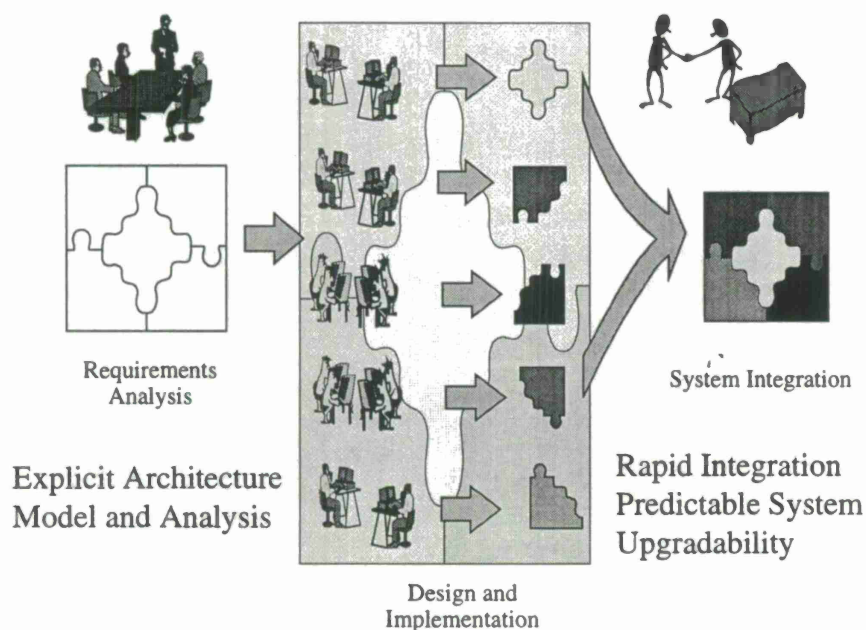 Requirements
Analysis
System Integration
Explicit Architecture
Model and Analysis
Rapid Integration
Predictable System
Upgradability
Design and
Implementation